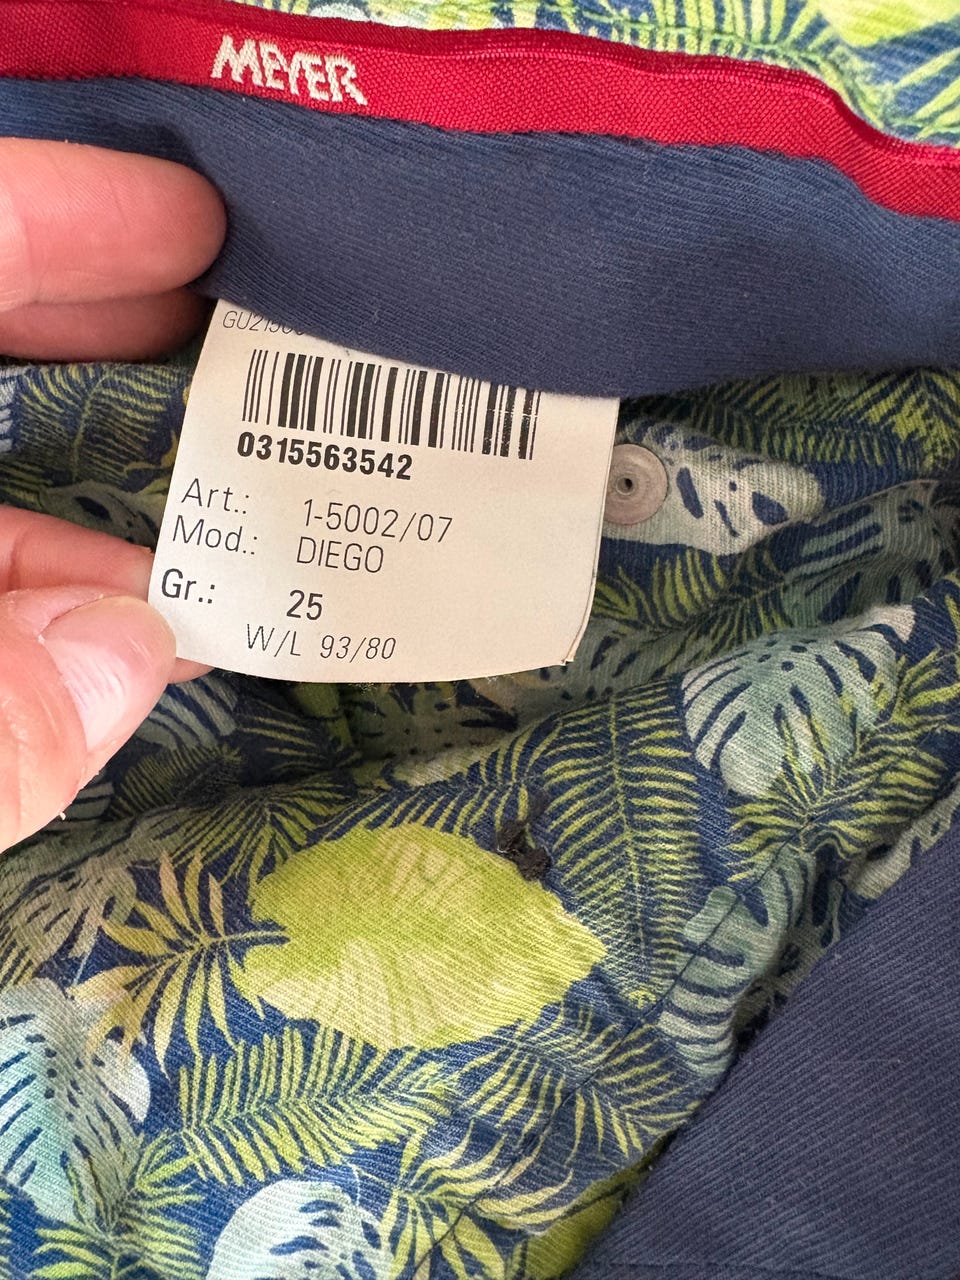 MEYER
0315563542
Art.: 1-5002/07
Mod.: DIEGO
Gr.: 25
W/L 93/80